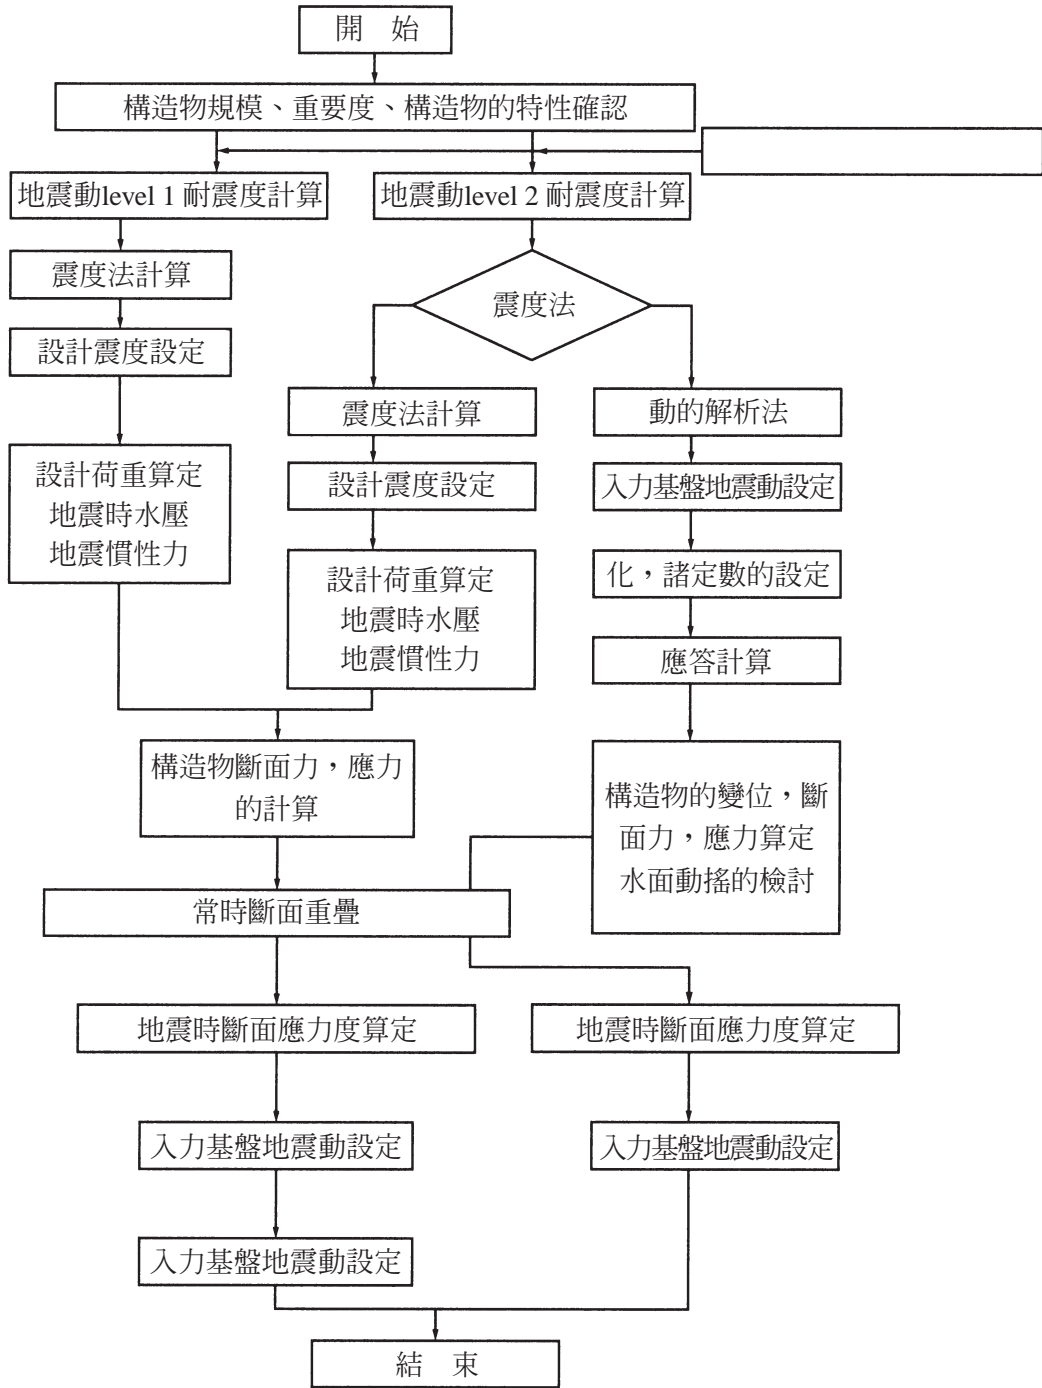 開 始
構造物規模、重要度、構造物的特性確認
地震動level 1 耐震度計算
地震動level 2 耐震度計算
震度法計算
震度法
設計震度設定
震度法計算
動的解析法
設計荷重算定
地震時水壓
地震慣性力
設計震度設定
入力基盤地震動設定
設計荷重算定
地震時水壓
地震慣性力
化，諸定數的設定
應答計算
構造物斷面力，應力
的計算
構造物的變位，斷
面力，應力算定
水面動搖的檢討
常時斷面重疊
地震時斷面應力度算定
地震時斷面應力度算定
入力基盤地震動設定
入力基盤地震動設定
入力基盤地震動設定
結 束